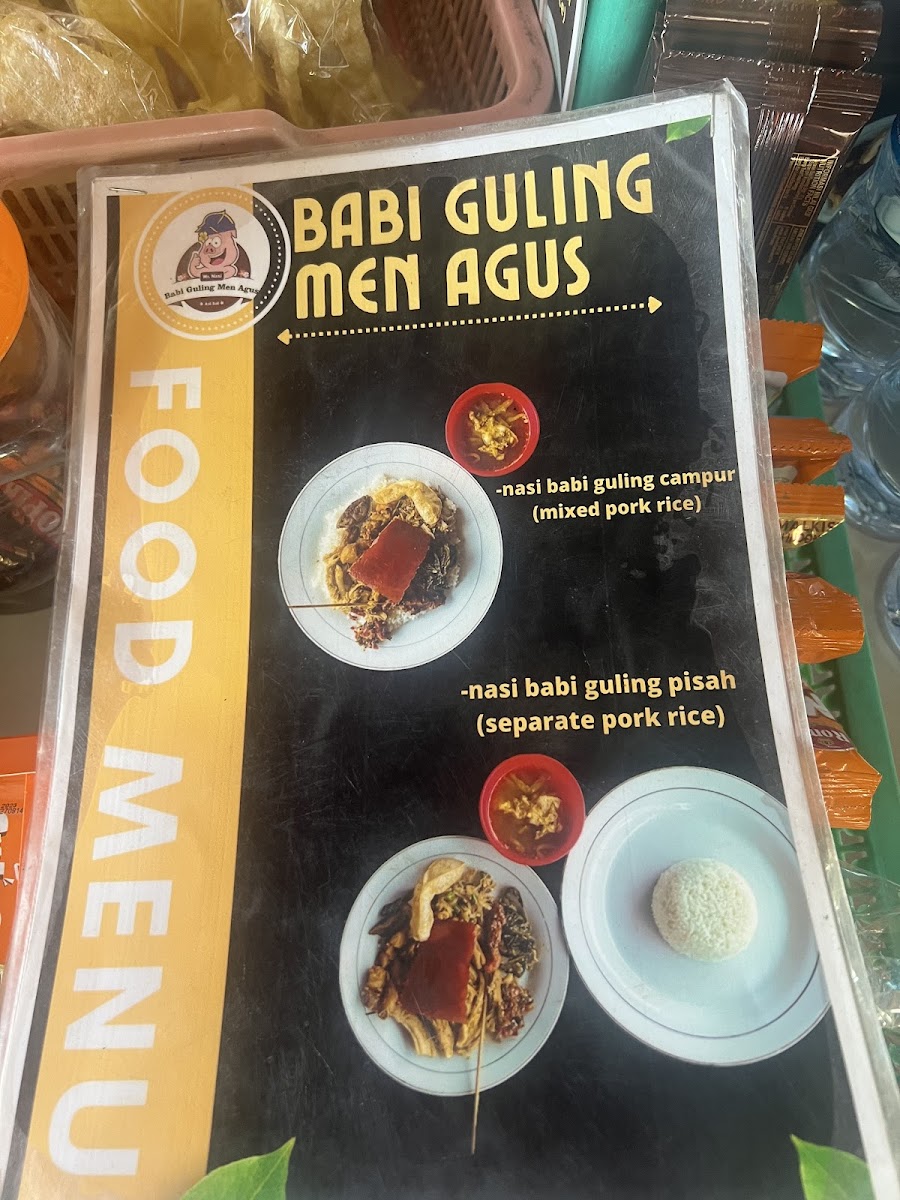 BABI GULING
MEN AGUS
Babi Guling Men Agus
FOOD MENU
-nasi babi guling campur
(mixed pork rice)
-nasi babi guling pisah
(separate pork rice)